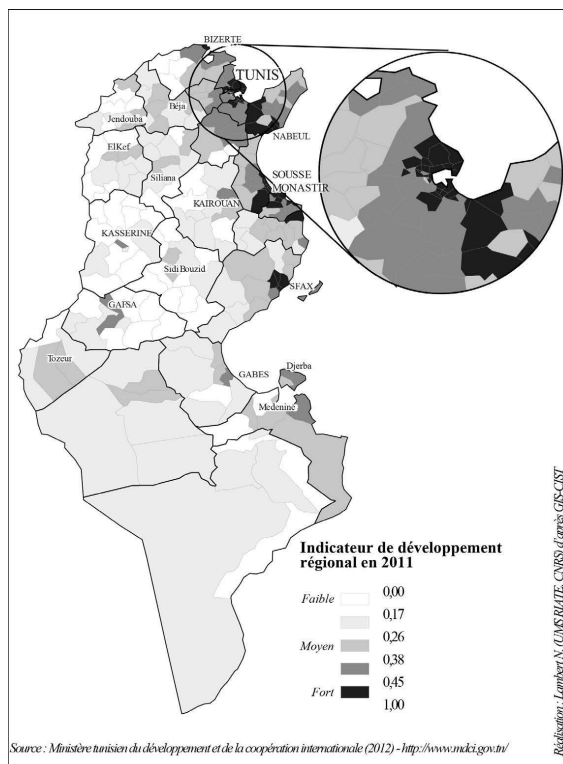 BIZERTE
TUNIS
Béja
Jendouba
NABEUL
ElKef
Siliana
SOUSSE
MONASTIR
KAIROUAN
KASSERINE
Sidi Bouzid
SFAX
GAFSA
Tozeur
GABES
Djerba
Medenine
Indicateur de développement
régional en 2011
Faible
0,00
0,17
Moyen
0,26
0,38
Fort
0,45
1,00
Source : Ministère tunisien du développement et de la coopération internationale (2012) - http://www.mdci.gov.tn/
Réalisation : Lambert N. (UMS RIATE, CNRS) d'après GIS-CIST